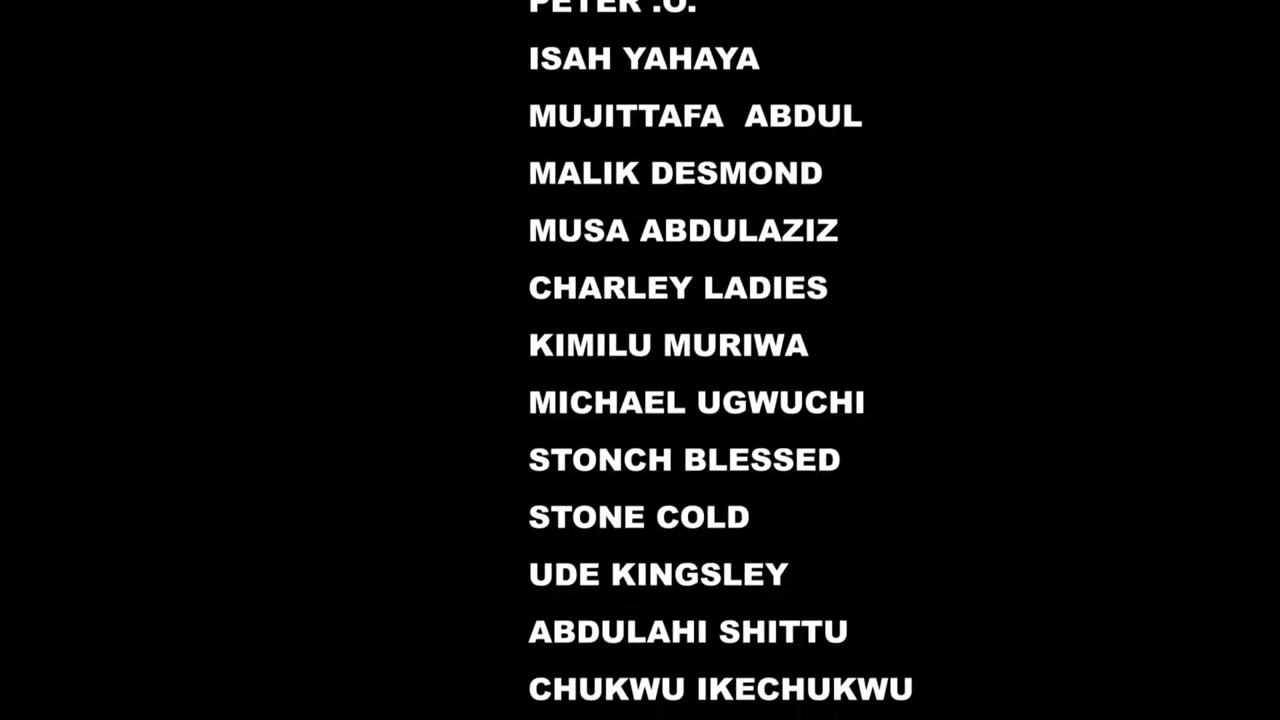 PETER .O.
ISAH YAHAYA
MUJITTAFA  ABDUL
MALIK DESMOND
MUSA ABDULAZIZ
CHARLEY LADIES
KIMILU MURIWA
MICHAEL UGWUCHI
STONCH BLESSED
STONE COLD
UDE KINGSLEY
ABDULAHI SHITTU
CHUKWU IKECHUKWU